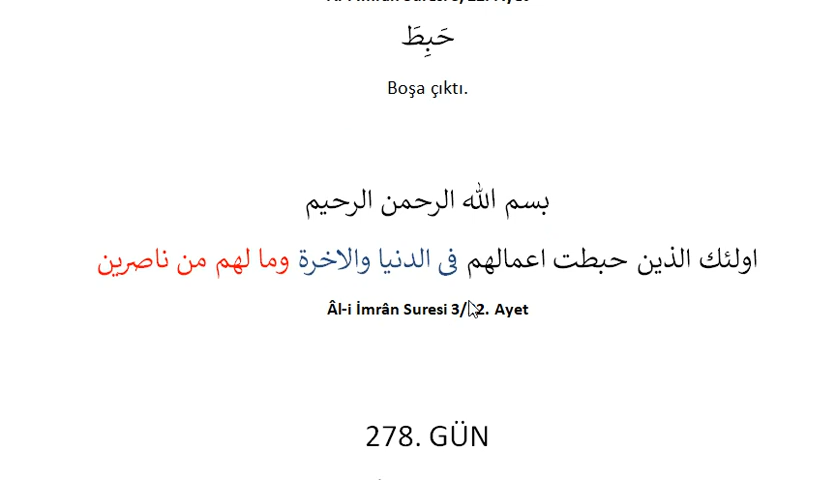 حَبِطَ
Boşa çıktı.
بسم الله الرحمن الرحيم
اولئك الذين حبطت اعمالهم فى الدنيا والاخرة وما لهم من ناصرين
Âl-i İmrân Suresi 3/22. Ayet
278. GÜN